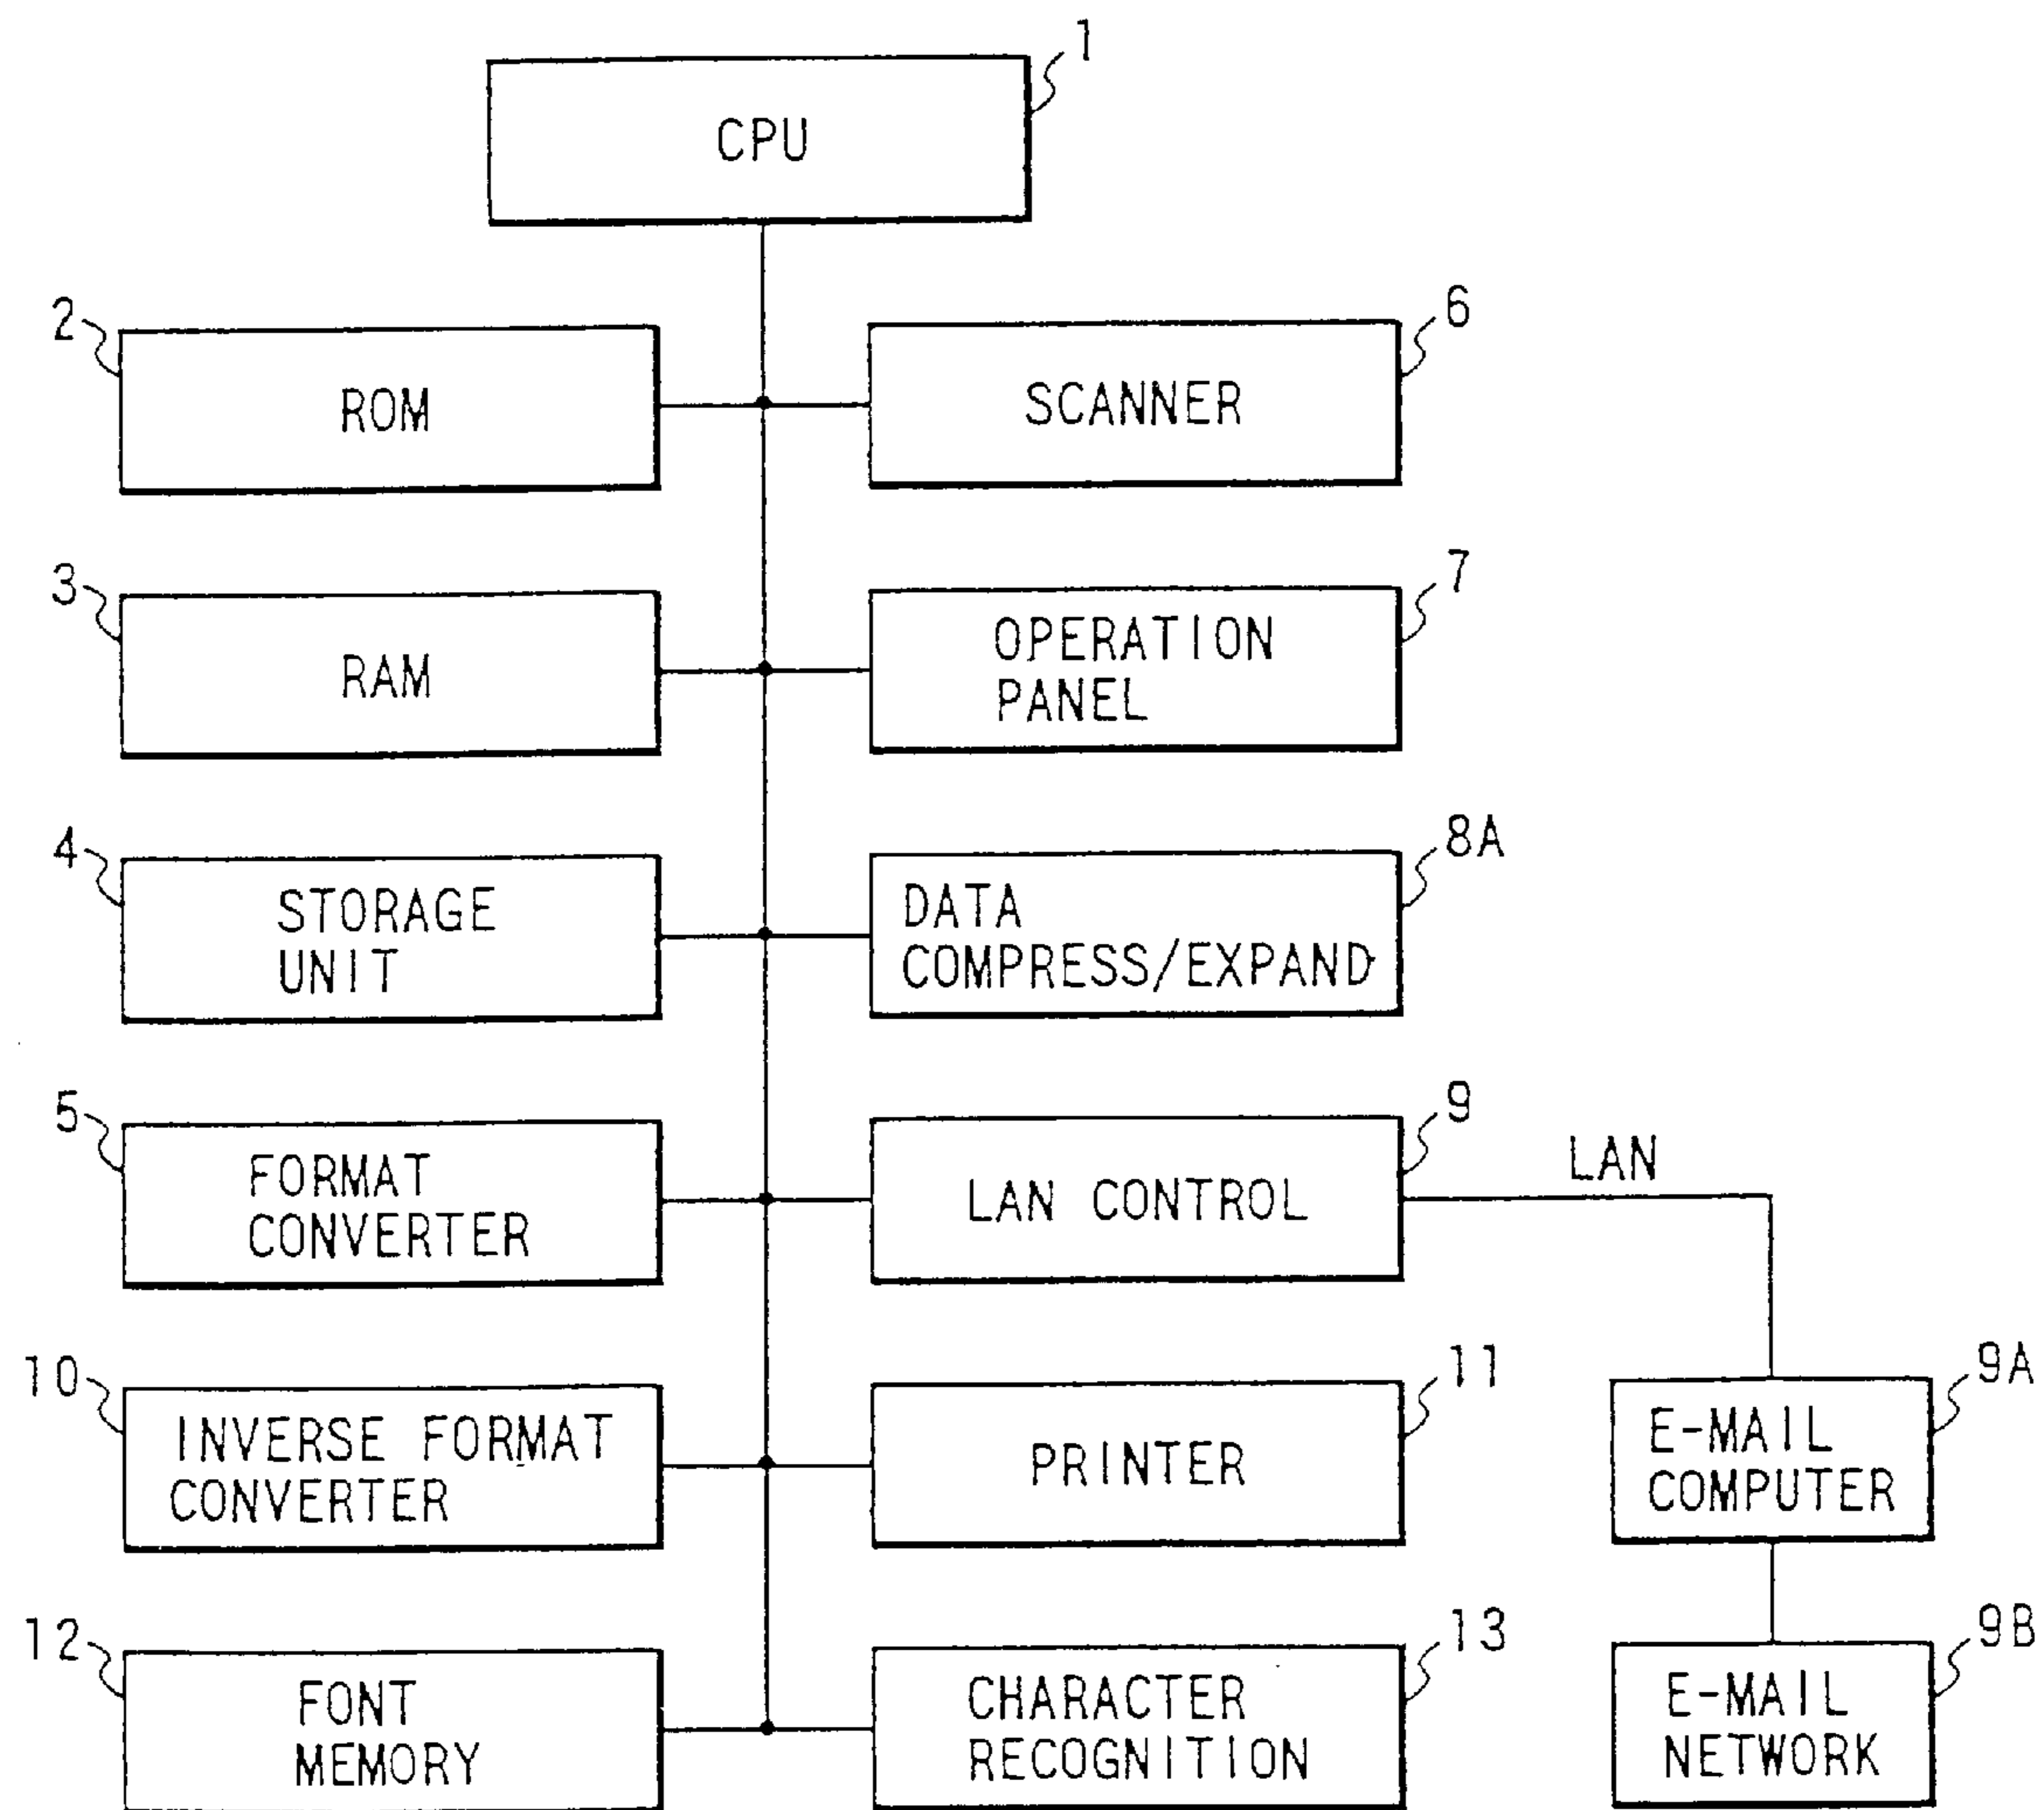 1
CPU
2
ROM
6
SCANNER
3
RAM
7
OPERATION
PANEL
4
STORAGE
UNIT
8A
DATA
COMPRESS/EXPAND
5
FORMAT
CONVERTER
9
LAN CONTROL
LAN
10
INVERSE FORMAT
CONVERTER
11
PRINTER
9A
E-MAIL
COMPUTER
12
FONT
MEMORY
13
CHARACTER
RECOGNITION
9B
E-MAIL
NETWORK